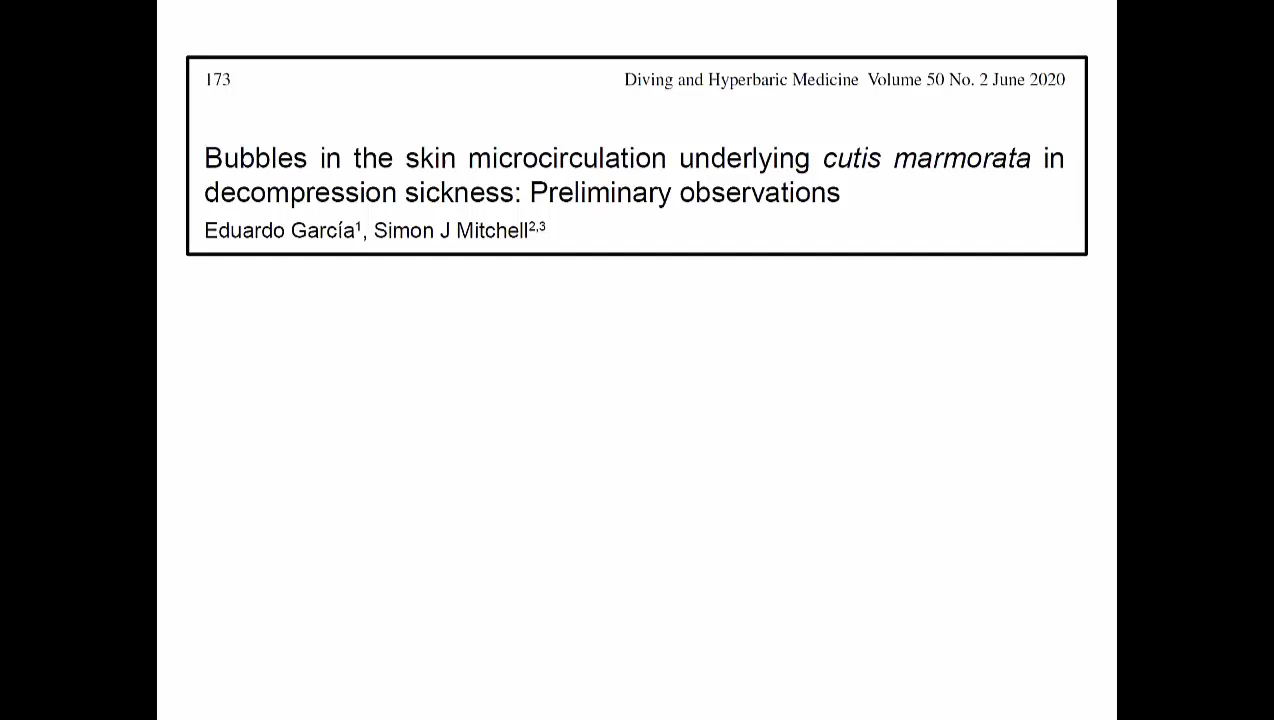 173 Diving and Hyperbaric Medicine Volume 50 No. 2 June 2020
Bubbles in the skin microcirculation underlying cutis marmorata in
decompression sickness: Preliminary observations
Eduardo García¹, Simon J Mitchell²,³